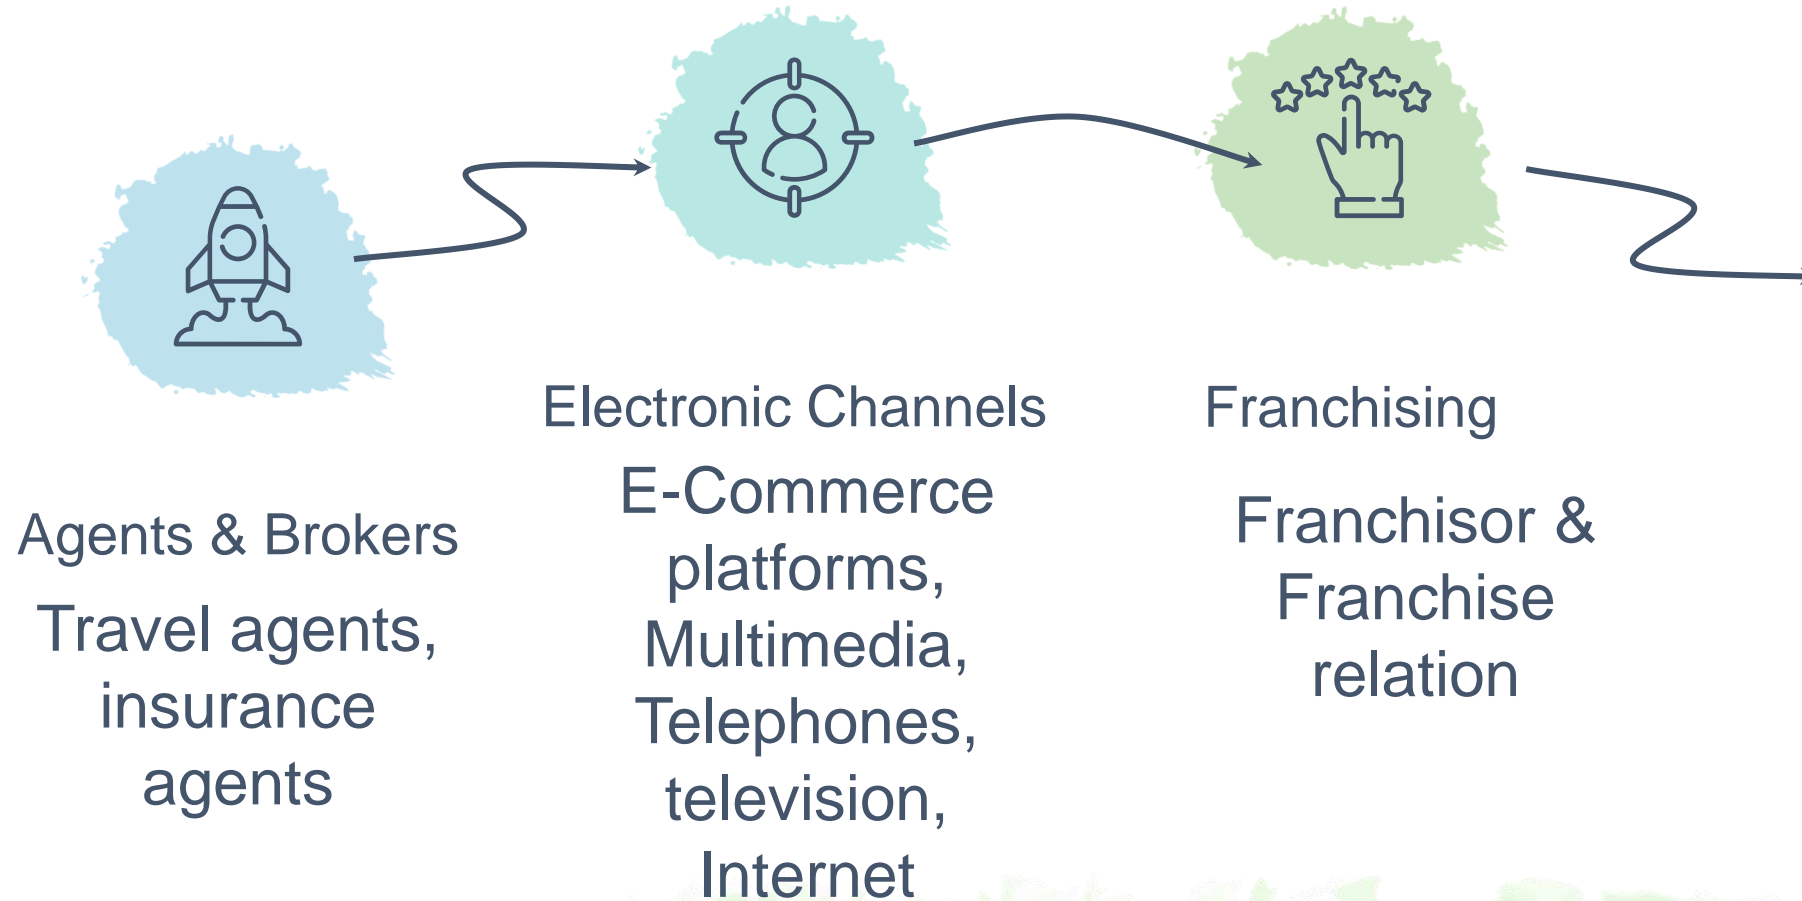 Agents & Brokers
Travel agents,
insurance
agents
Electronic Channels
E-Commerce
platforms,
Multimedia,
Telephones,
television,
Internet
Franchising
Franchisor &
Franchise
relation